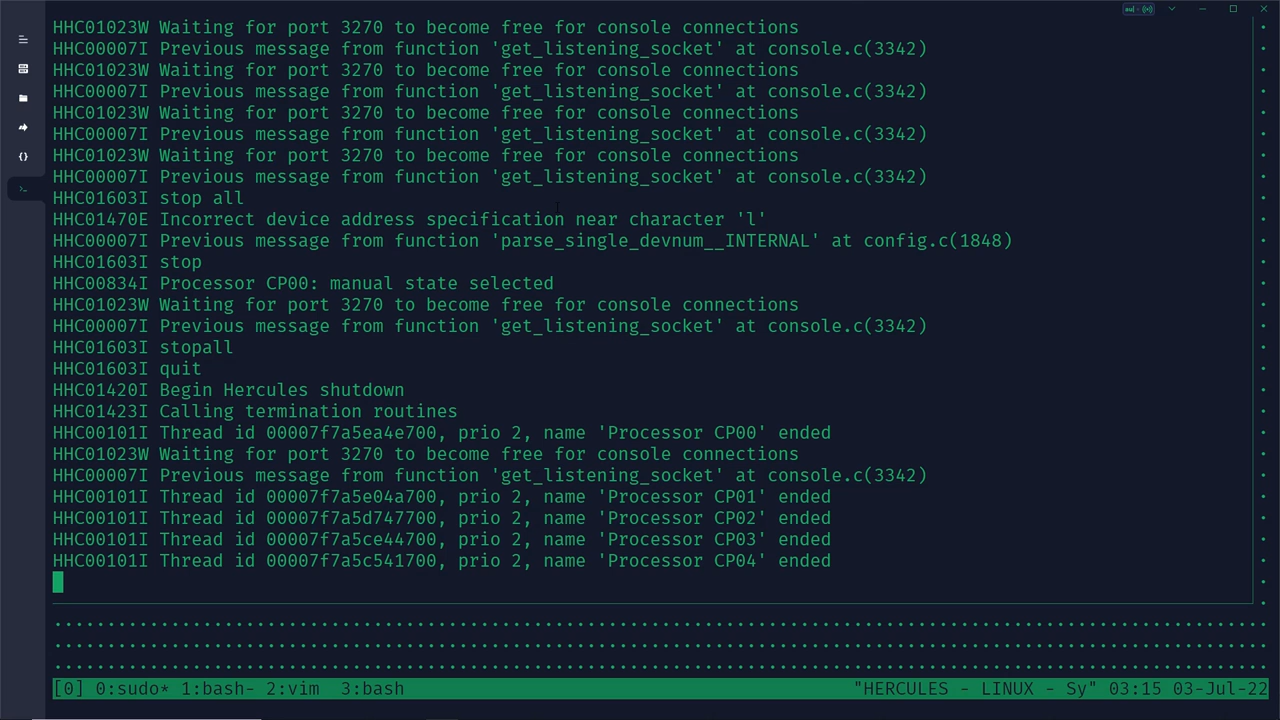 HHC01023W Waiting for port 3270 to become free for console connections
HHC00007I Previous message from function 'get_listening_socket' at console.c(3342)
HHC01023W Waiting for port 3270 to become free for console connections
HHC00007I Previous message from function 'get_listening_socket' at console.c(3342)
HHC01023W Waiting for port 3270 to become free for console connections
HHC00007I Previous message from function 'get_listening_socket' at console.c(3342)
HHC01023W Waiting for port 3270 to become free for console connections
HHC00007I Previous message from function 'get_listening_socket' at console.c(3342)
HHC01603I stop all
HHC01470E Incorrect device address specification near character 'l'
HHC00007I Previous message from function 'parse_single_devnum__INTERNAL' at config.c(1848)
HHC01603I stop
HHC00834I Processor CP00: manual state selected
HHC01023W Waiting for port 3270 to become free for console connections
HHC00007I Previous message from function 'get_listening_socket' at console.c(3342)
HHC01603I stopall
HHC01603I quit
HHC01420I Begin Hercules shutdown
HHC01423I Calling termination routines
HHC00101I Thread id 00007f7a5ea4e700, prio 2, name 'Processor CP00' ended
HHC01023W Waiting for port 3270 to become free for console connections
HHC00007I Previous message from function 'get_listening_socket' at console.c(3342)
HHC00101I Thread id 00007f7a5e04a700, prio 2, name 'Processor CP01' ended
HHC00101I Thread id 00007f7a5d747700, prio 2, name 'Processor CP02' ended
HHC00101I Thread id 00007f7a5ce44700, prio 2, name 'Processor CP03' ended
HHC00101I Thread id 00007f7a5c541700, prio 2, name 'Processor CP04' ended
[0] 0:sudo* 1:bash- 2:vim  3:bash "HERCULES - LINUX - Sy" 03:15 03-Jul-22